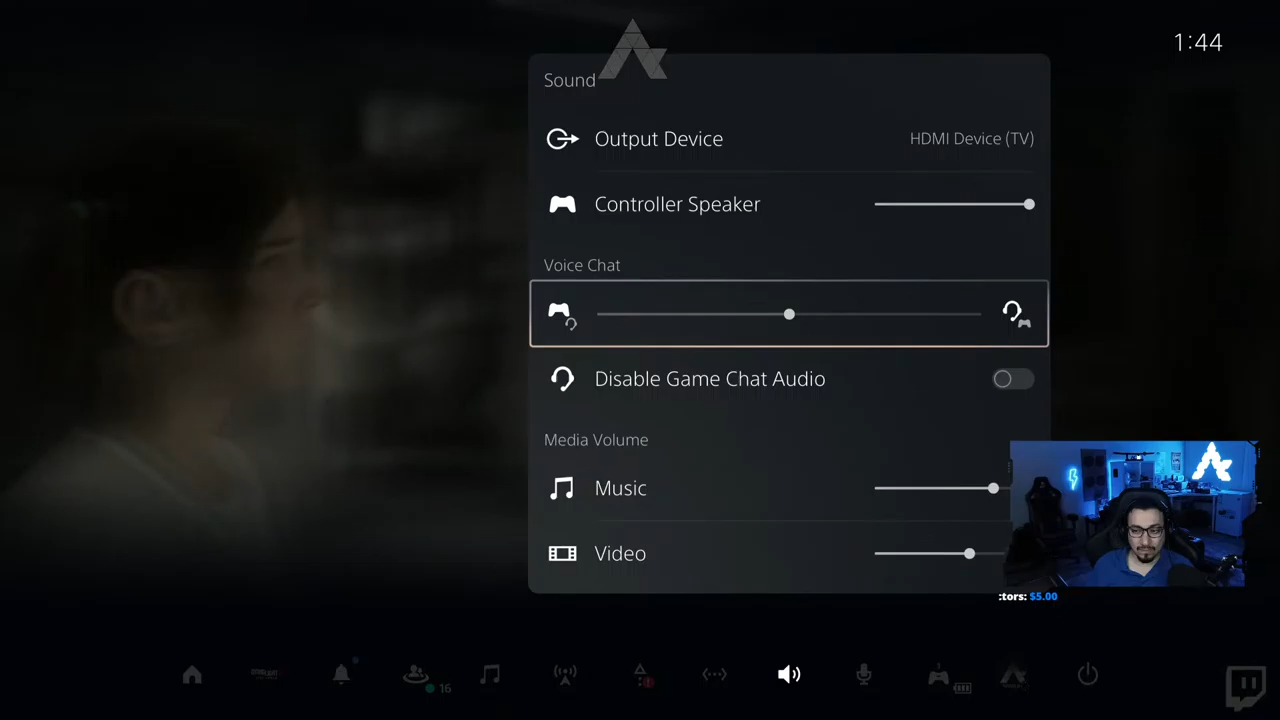 1:44
Sound
Output Device
HDMI Device (TV)
Controller Speaker
Voice Chat
Disable Game Chat Audio
Media Volume
Music
Video
:tors: $5.00
16